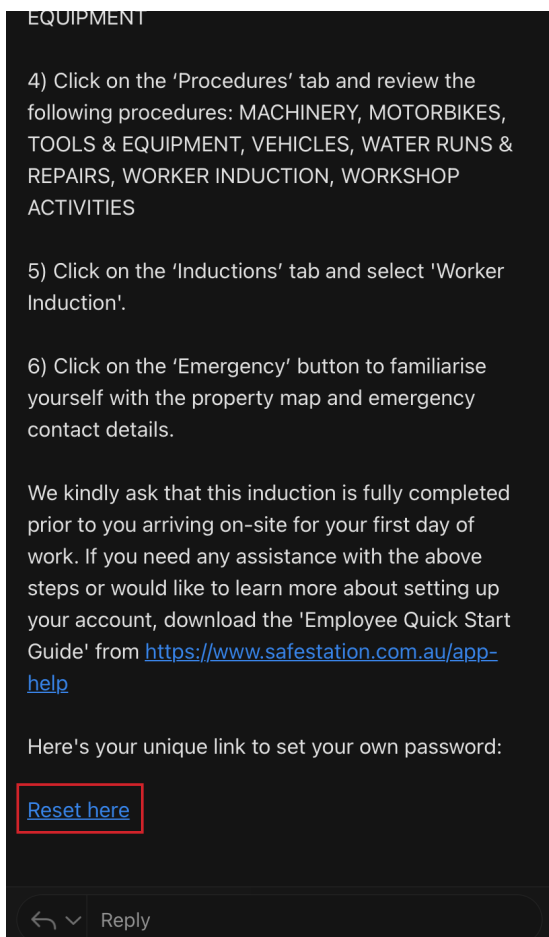 EQUIPMENT
4) Click on the ‘Procedures’ tab and review the
following procedures: MACHINERY, MOTORBIKES,
TOOLS & EQUIPMENT, VEHICLES, WATER RUNS &
REPAIRS, WORKER INDUCTION, WORKSHOP
ACTIVITIES
5) Click on the ‘Inductions’ tab and select 'Worker
Induction'.
6) Click on the ‘Emergency’ button to familiarise
yourself with the property map and emergency
contact details.
We kindly ask that this induction is fully completed
prior to you arriving on-site for your first day of
work. If you need any assistance with the above
steps or would like to learn more about setting up
your account, download the 'Employee Quick Start
Guide' from https://www.safestation.com.au/app-
help
Here's your unique link to set your own password:
Reset here
Reply